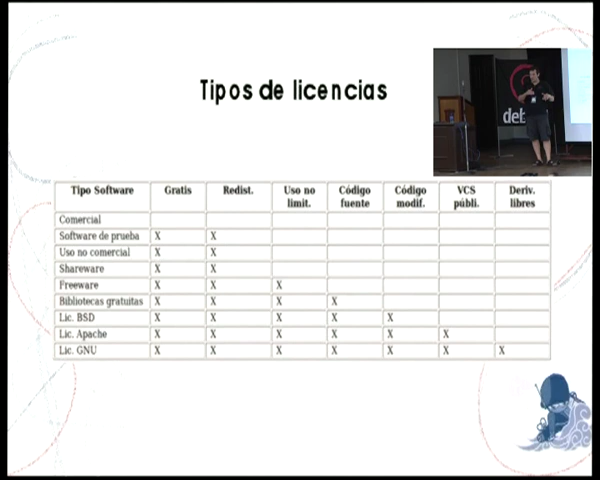 Tipos de licencias
deb
Tipo Software Gratis Redist. Uso no limit. Código fuente Código modif. VCS públi. Deriv. libres
Comercial
Software de prueba X X
Uso no comercial X X
Shareware X X
Freeware X X X
Bibliotecas gratuitas X X X X
Lic. BSD X X X X X
Lic. Apache X X X X X X
Lic. GNU X X X X X X X